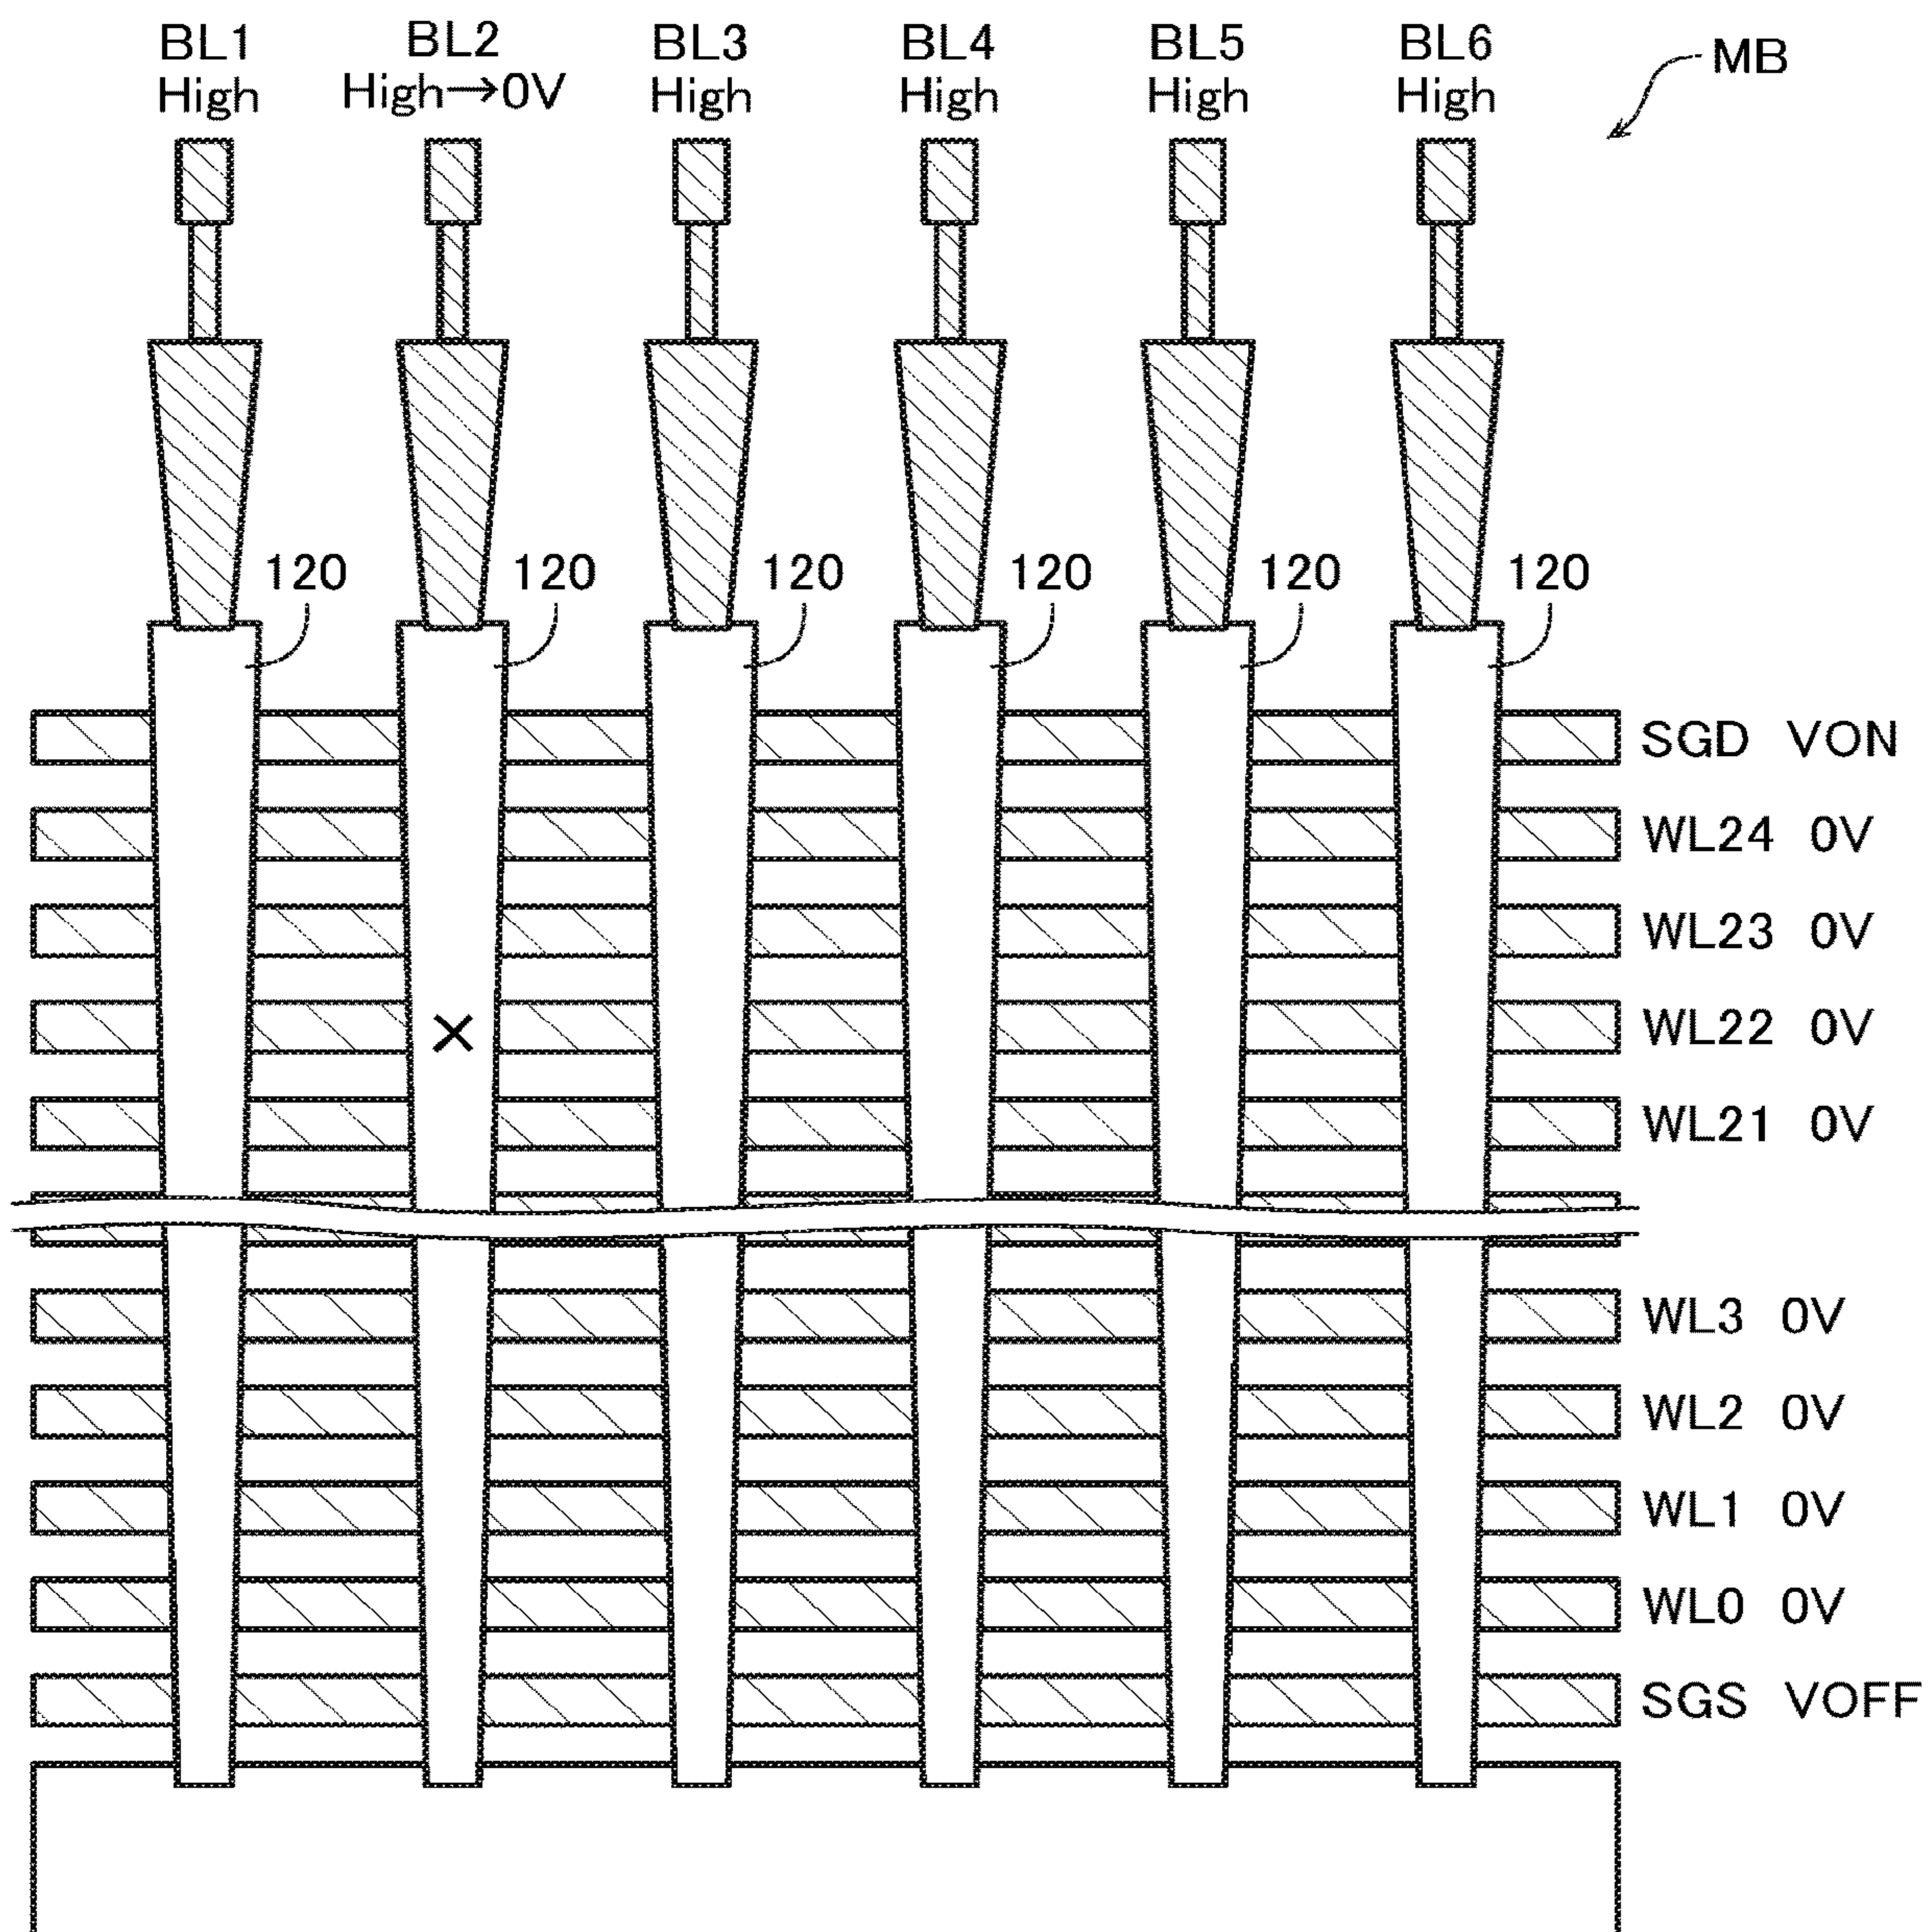 BL1 BL2 BL3 BL4 BL5 BL6
High High→0V High High High High
MB
120 120 120 120 120 120
SGD VON
WL24 0V
WL23 0V
WL22 0V
WL21 0V
WL3 0V
WL2 0V
WL1 0V
WL0 0V
SGS VOFF